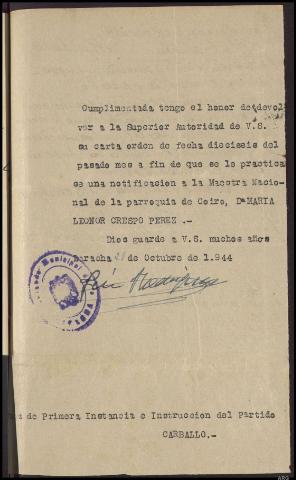 Cumplimentada tengo el honor de devol
ver a la Superior Autoridad de V.S.
su carta orden de fecha dieciseis del
pasado mes a fin de que se le practica
se una notificacion a la Maestra Nacio-
nal de la parroquia de Ceiro, Dª MARIA
LEONOR CRESPO PEREZ .-
Dios guarde a V.S. muchos años
Laracha de Octubre de 1.944
de Primera Instancia e Instruccion del Partido
CARBALLO.-